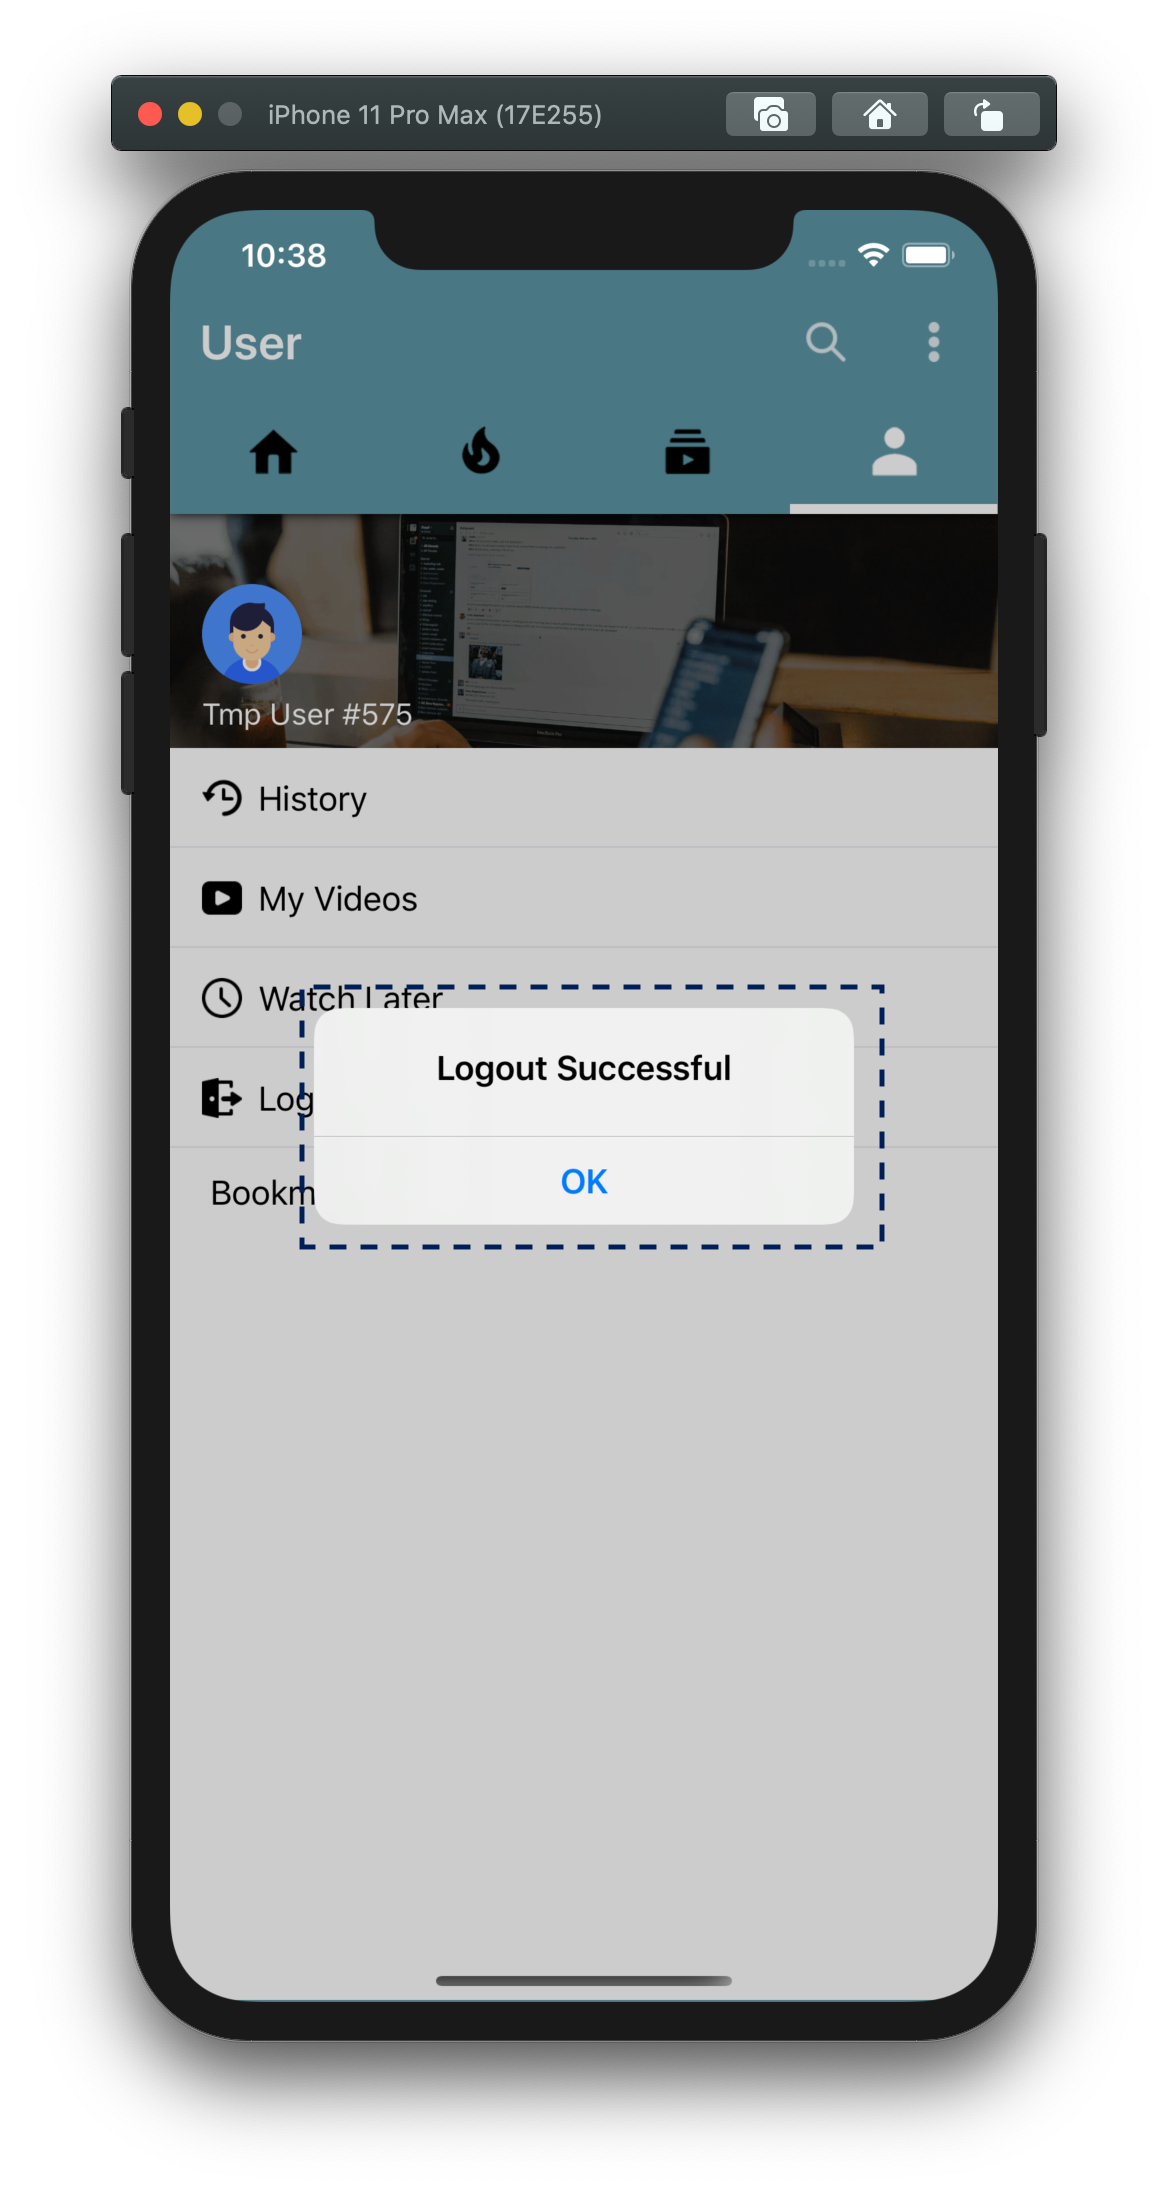 iPhone 11 Pro Max (17E255)
10:38
User
Tmp User #575
History
My Videos
Watch Later
Log
Bookm
Logout Successful
OK